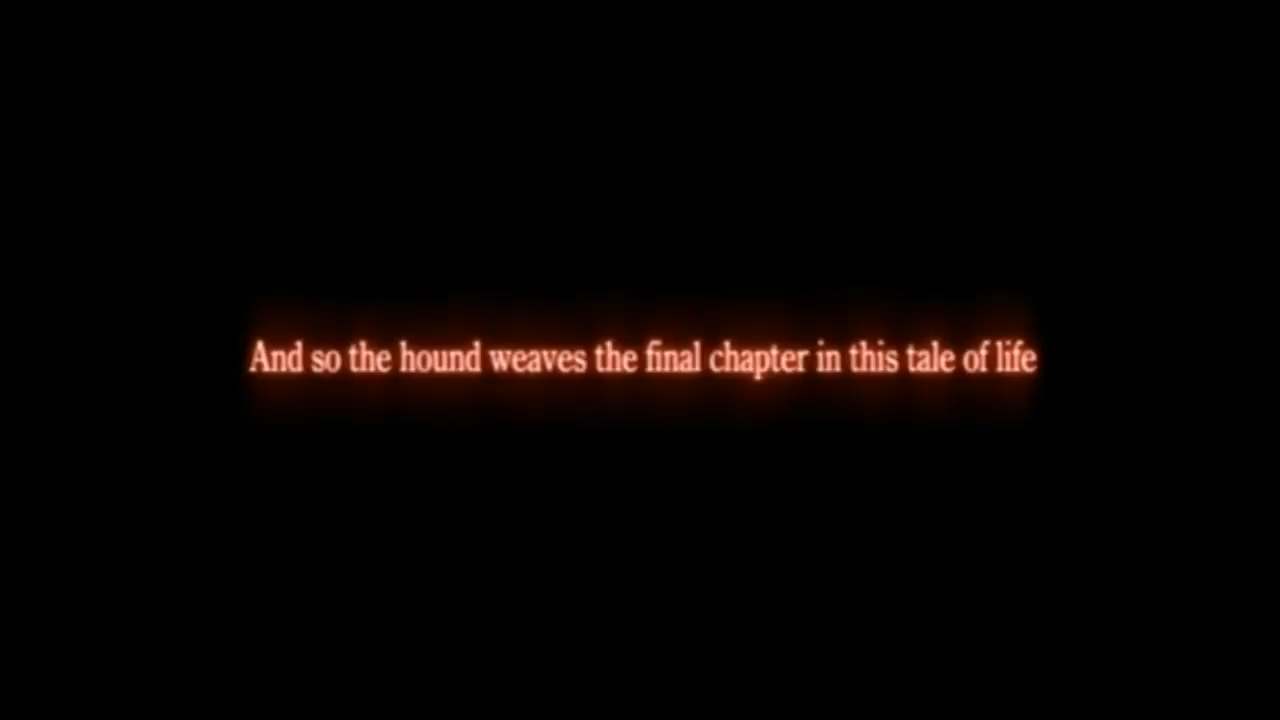 And so the hound weaves the final chapter in this tale of life